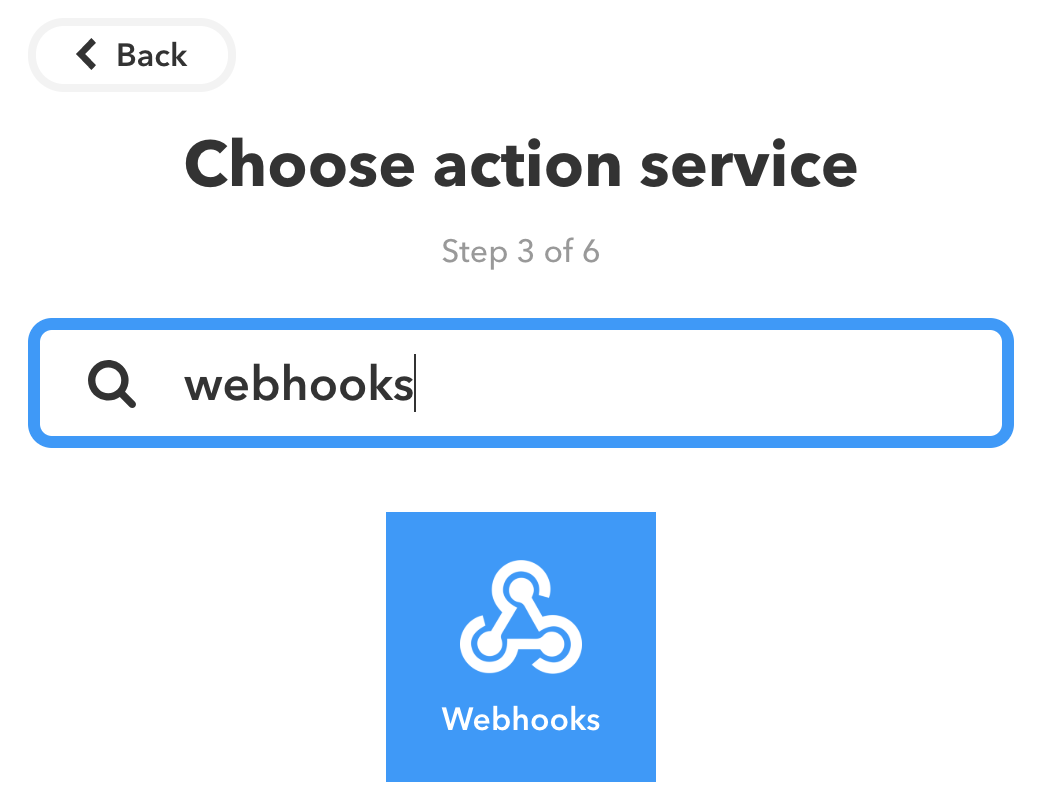 Back
Choose action service
Step 3 of 6
webhooks
Webhooks